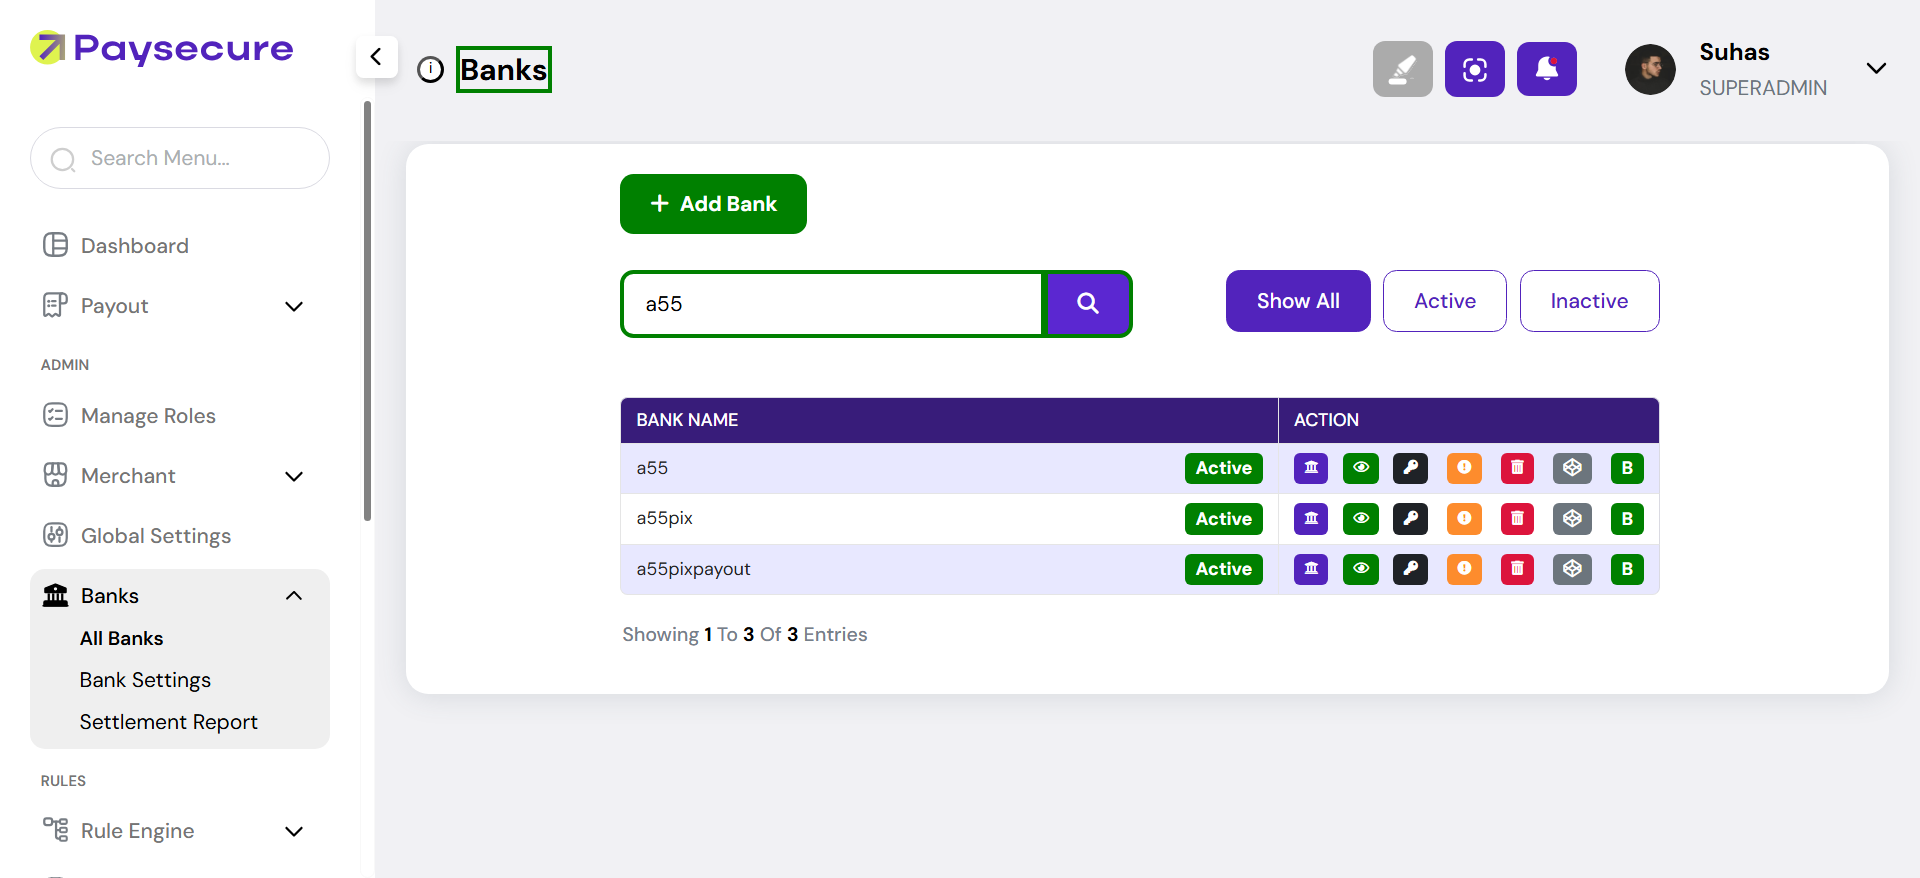 Paysecure
Search Menu...
Dashboard
Payout
ADMIN
Manage Roles
Merchant
Global Settings
Banks
All Banks
Bank Settings
Settlement Report
RULES
Rule Engine
Banks
Suhas
SUPERADMIN
+ Add Bank
a55
Show All
Active
Inactive
BANK NAME ACTION
a55 Active B
a55pix Active B
a55pixpayout Active B
Showing 1 To 3 Of 3 Entries